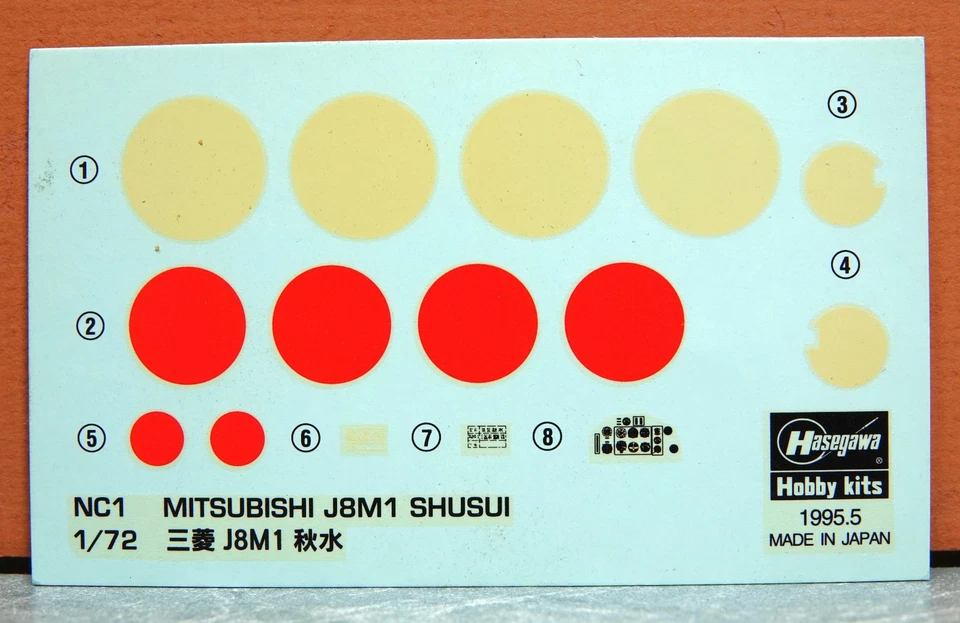 ③
①
④
②
⑤ ⑥ ⑦ ⑧
NC1 MITSUBISHI J8M1 SHUSUI
1/72 三菱 J8M1 秋水
Hasegawa®
Hobby kits
1995.5
MADE IN JAPAN